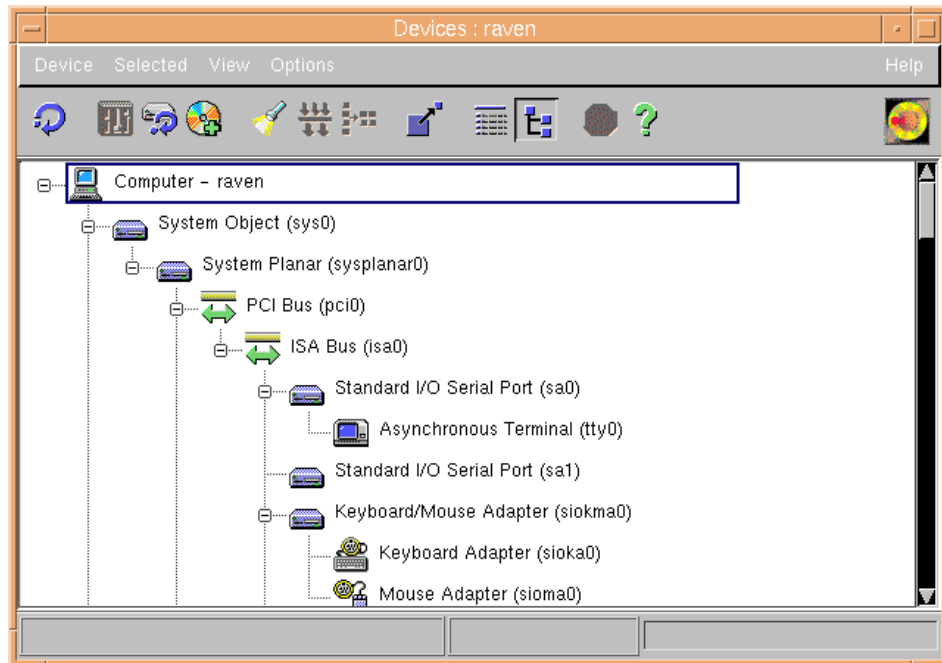 Devices : raven
Device Selected View Options Help
Computer – raven
System Object (sys0)
System Planar (sysplanar0)
PCI Bus (pci0)
ISA Bus (isa0)
Standard I/O Serial Port (sa0)
Asynchronous Terminal (tty0)
Standard I/O Serial Port (sa1)
Keyboard/Mouse Adapter (siokma0)
Keyboard Adapter (sioka0)
Mouse Adapter (sioma0)